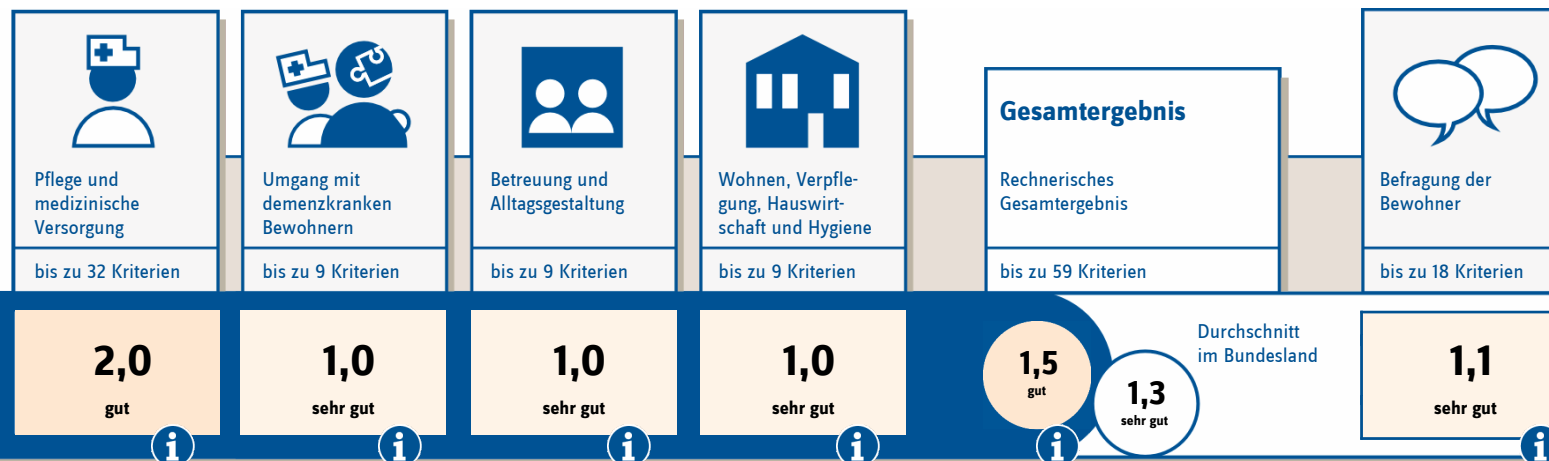 Pflege und
medizinische
Versorgung
bis zu 32 Kriterien
2,0
gut
i
Umgang mit
demenzkranken
Bewohnern
bis zu 9 Kriterien
1,0
sehr gut
i
Betreuung und
Alltagsgestaltung
bis zu 9 Kriterien
1,0
sehr gut
i
Wohnen, Verpfle-
gung, Hauswirt-
schaft und Hygiene
bis zu 9 Kriterien
1,0
sehr gut
i
Gesamtergebnis
Rechnerisches
Gesamtergebnis
bis zu 59 Kriterien
1,5
gut
i
1,3
sehr gut
Durchschnitt
im Bundesland
Befragung der
Bewohner
bis zu 18 Kriterien
1,1
sehr gut
i